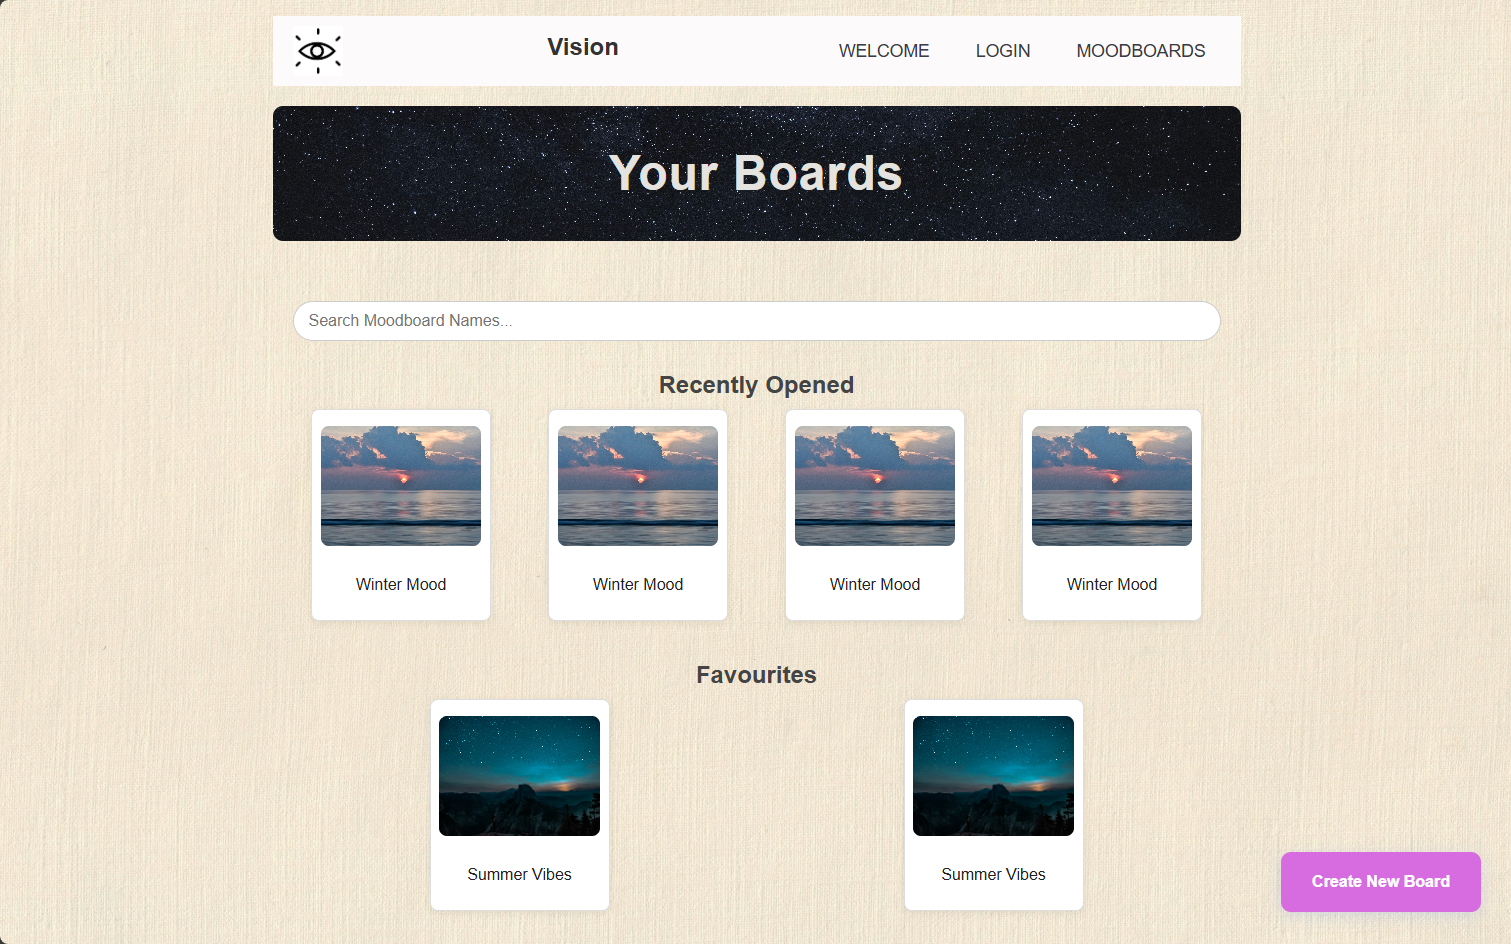 Vision
WELCOME LOGIN MOODBOARDS
Your Boards
Search Moodboard Names...
Recently Opened
Winter Mood Winter Mood Winter Mood Winter Mood
Favourites
Summer Vibes Summer Vibes
Create New Board